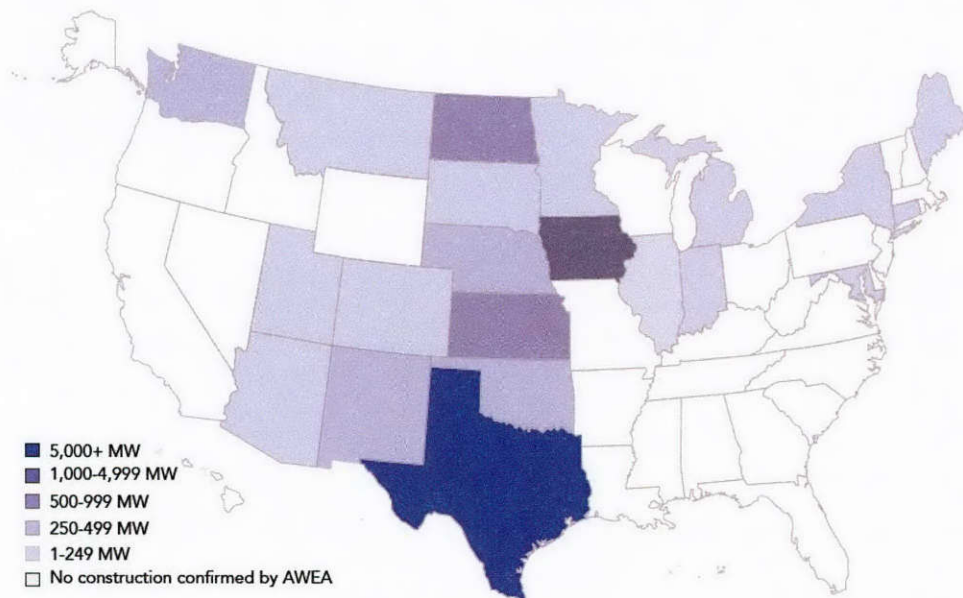 5,000+ MW
1,000-4,999 MW
500-999 MW
250-499 MW
1-249 MW
No construction confirmed by AWEA